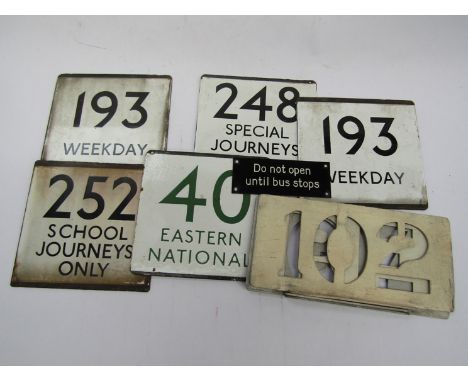 193
WEEKDAY
248
SPECIAL
JOURNEYS
193
WEEKDAY
Do not open
until bus stops
252
SCHOOL
JOURNEYS
ONLY
40
EASTERN
NATIONAL
102